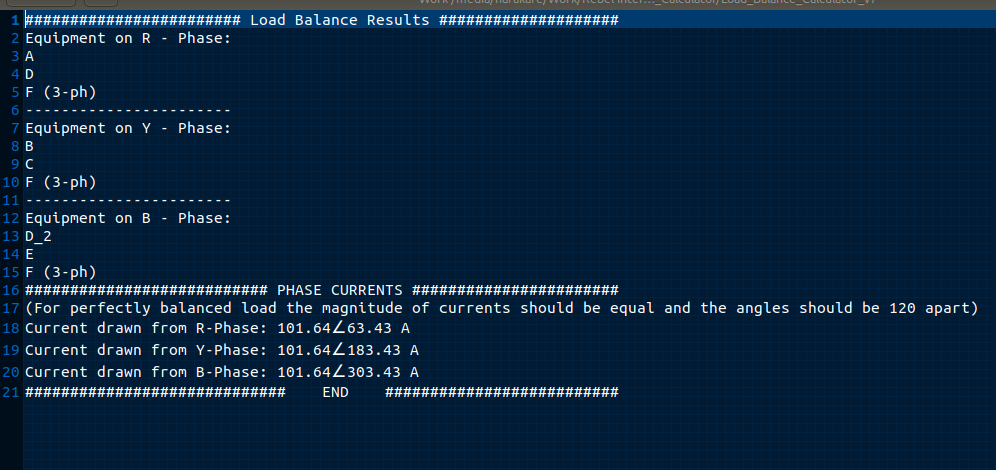 1 ######################## Load Balance Results ####################
2 Equipment on R - Phase:
3 A
4 D
5 F (3-ph)
6 -----------------------
7 Equipment on Y - Phase:
8 B
9 C
10 F (3-ph)
11 -----------------------
12 Equipment on B - Phase:
13 D_2
14 E
15 F (3-ph)
16 ########################### PHASE CURRENTS #######################
17 (For perfectly balanced load the magnitude of currents should be equal and the angles should be 120 apart)
18 Current drawn from R-Phase: 101.64∠63.43 A
19 Current drawn from Y-Phase: 101.64∠183.43 A
20 Current drawn from B-Phase: 101.64∠303.43 A
21 ############################# END ##########################